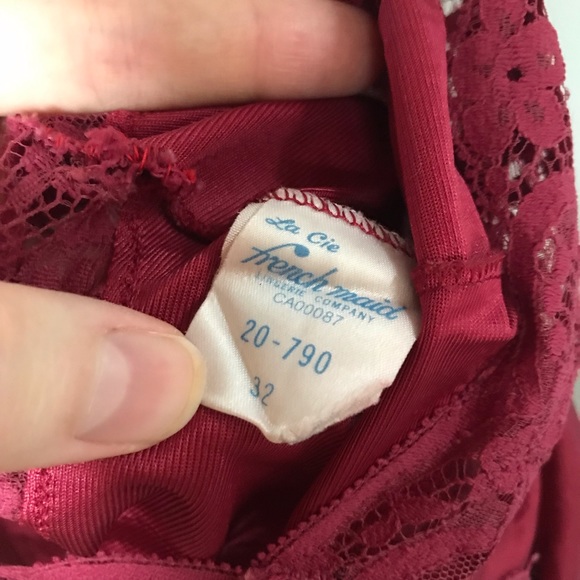 La Cie
french maid
LINGERIE COMPANY
CA00087
20-790
32